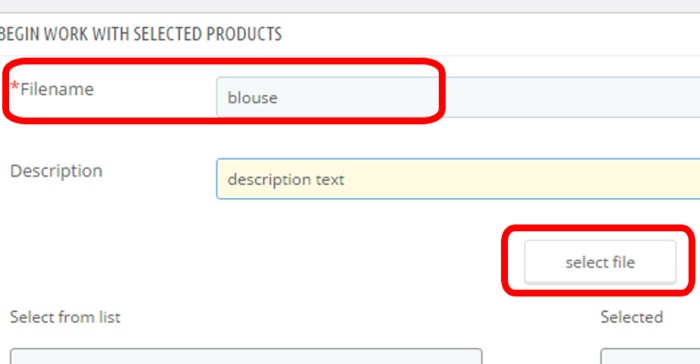 BEGIN WORK WITH SELECTED PRODUCTS
*Filename
blouse
Description
description text
select file
Select from list
Selected